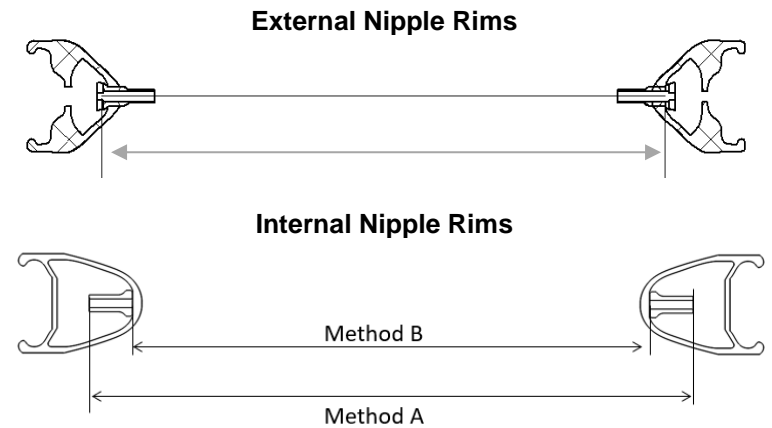 External Nipple Rims
Internal Nipple Rims
Method B
Method A